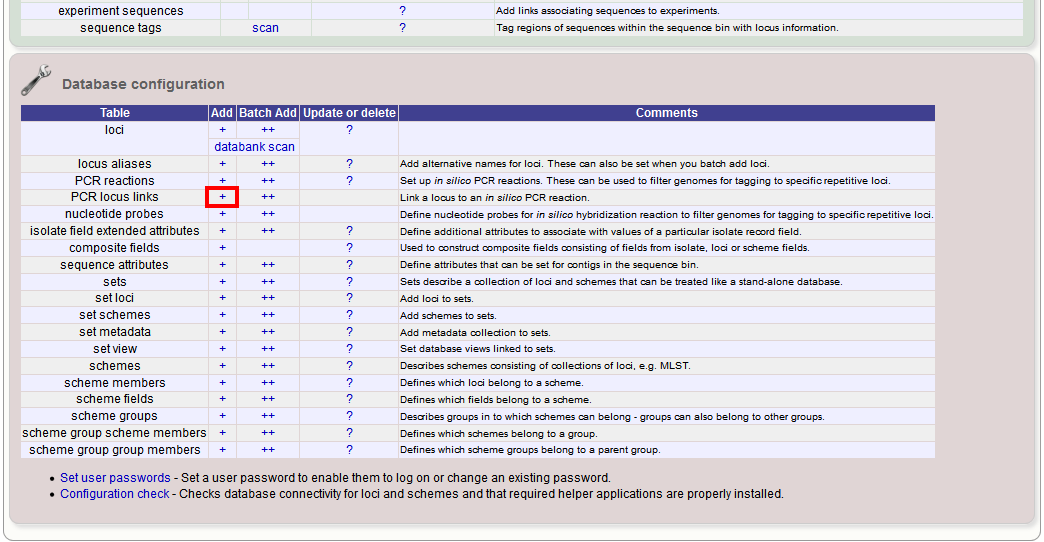 experiment sequences ? Add links associating sequences to experiments.
sequence tags scan ? Tag regions of sequences within the sequence bin with locus information.
Database configuration
Table Add Batch Add Update or delete Comments
loci + ++ ?
databank scan
locus aliases + ++ ? Add alternative names for loci. These can also be set when you batch add loci.
PCR reactions + ++ ? Set up in silico PCR reactions. These can be used to filter genomes for tagging to specific repetitive loci.
PCR locus links + ++ Link a locus to an in silico PCR reaction.
nucleotide probes + ++ Define nucleotide probes for in silico hybridization reaction to filter genomes for tagging to specific repetitive loci.
isolate field extended attributes + ++ ? Define additional attributes to associate with values of a particular isolate record field.
composite fields + ? Used to construct composite fields consisting of fields from isolate, loci or scheme fields.
sequence attributes + ++ ? Define attributes that can be set for contigs in the sequence bin.
sets + ++ ? Sets describe a collection of loci and schemes that can be treated like a stand-alone database.
set loci + ++ ? Add loci to sets.
set schemes + ++ ? Add schemes to sets.
set metadata + ++ ? Add metadata collection to sets.
set view + ++ ? Set database views linked to sets.
schemes + ++ ? Describes schemes consisting of collections of loci, e.g. MLST.
scheme members + ++ ? Defines which loci belong to a scheme.
scheme fields + ++ ? Defines which fields belong to a scheme.
scheme groups + ++ ? Describes groups in to which schemes can belong - groups can also belong to other groups.
scheme group scheme members + ++ ? Defines which schemes belong to a group.
scheme group group members + ++ ? Defines which scheme groups belong to a parent group.
• Set user passwords - Set a user password to enable them to log on or change an existing password.
• Configuration check - Checks database connectivity for loci and schemes and that required helper applications are properly installed.